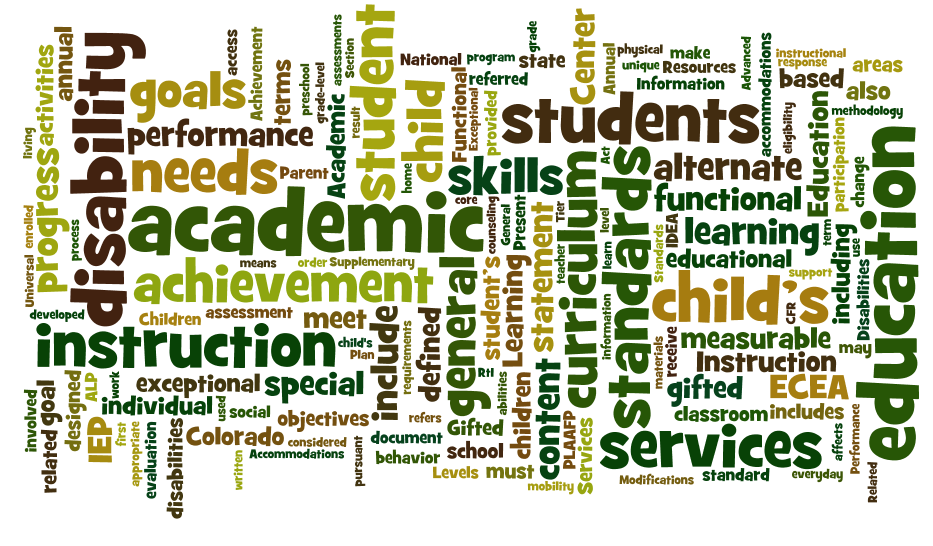 living
activities
annual
access
Achievement
terms
preschool
grade-level
assessments
Section
student
National
program
grade
state
Center
Annual
physical
make
unique
Resources
Information
Advanced
accommodations
instructional
response
based
areas
also
methodology
disability
goals
performance
needs
Parent
Academic
result
child
home
Functional
Exceptional
referred
provided
students
skills
core
Act
alternate
eligibility
Education
participation
change
education
progress
enrolled
process
Universal
academic
counseling
General
Present
Tier
level
functional
IDEA
learning
Standards
educational
term
use
including
Disabilities
means
order
Supplementary
achievement
support
child's
CFR
student's
Learning
statement
teacher
curriculum
learn
information
standards
developed
Children
assessment
meet
include
requirements
defined
general
instruction
child's
Plan
measurable
may
materials
receive
Instruction
exceptional
special
Rtl
abilities
children
content
gifted
ECEA
involved
related
goal
designed
ALP
work
individual
used
social
objectives
refers
Gifted
classroom
includes
IEP
first
appropriate
evaluation
disabilities
Colorado
considered
Accommodations
written
pursuant
document
behavior
school
Levels
must
mobility
PLAAFP
services
services
Modifications
standard
everyday
affects
Performance
Related